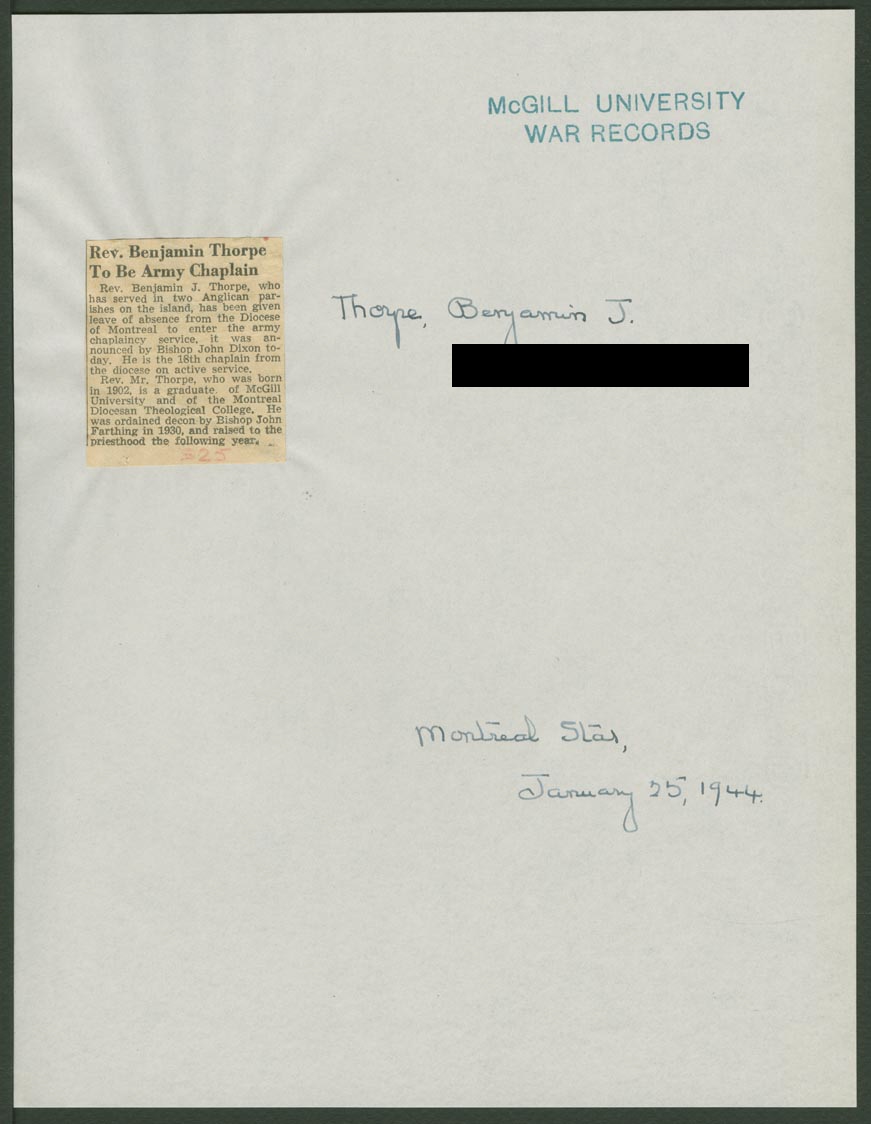 McGILL UNIVERSITY
WAR RECORDS
Rev. Benjamin Thorpe
To Be Army Chaplain
Rev. Benjamin J. Thorpe, who
has served in two Anglican par-
ishes on the island, has been given
leave of absence from the Diocese
of Montreal to enter the army
chaplaincy service, it was an-
nounced by Bishop John Dixon to-
day. He is the 18th chaplain from
the diocese on active service.
Rev. Mr. Thorpe, who was born
in 1902, is a graduate of McGill
University and of the Montreal
Diocesan Theological College. He
was ordained decon by Bishop John
Farthing in 1930, and raised to the
priesthood the following year.
Thorpe, Benjamin J.
Montreal Star,
January 25, 1944.